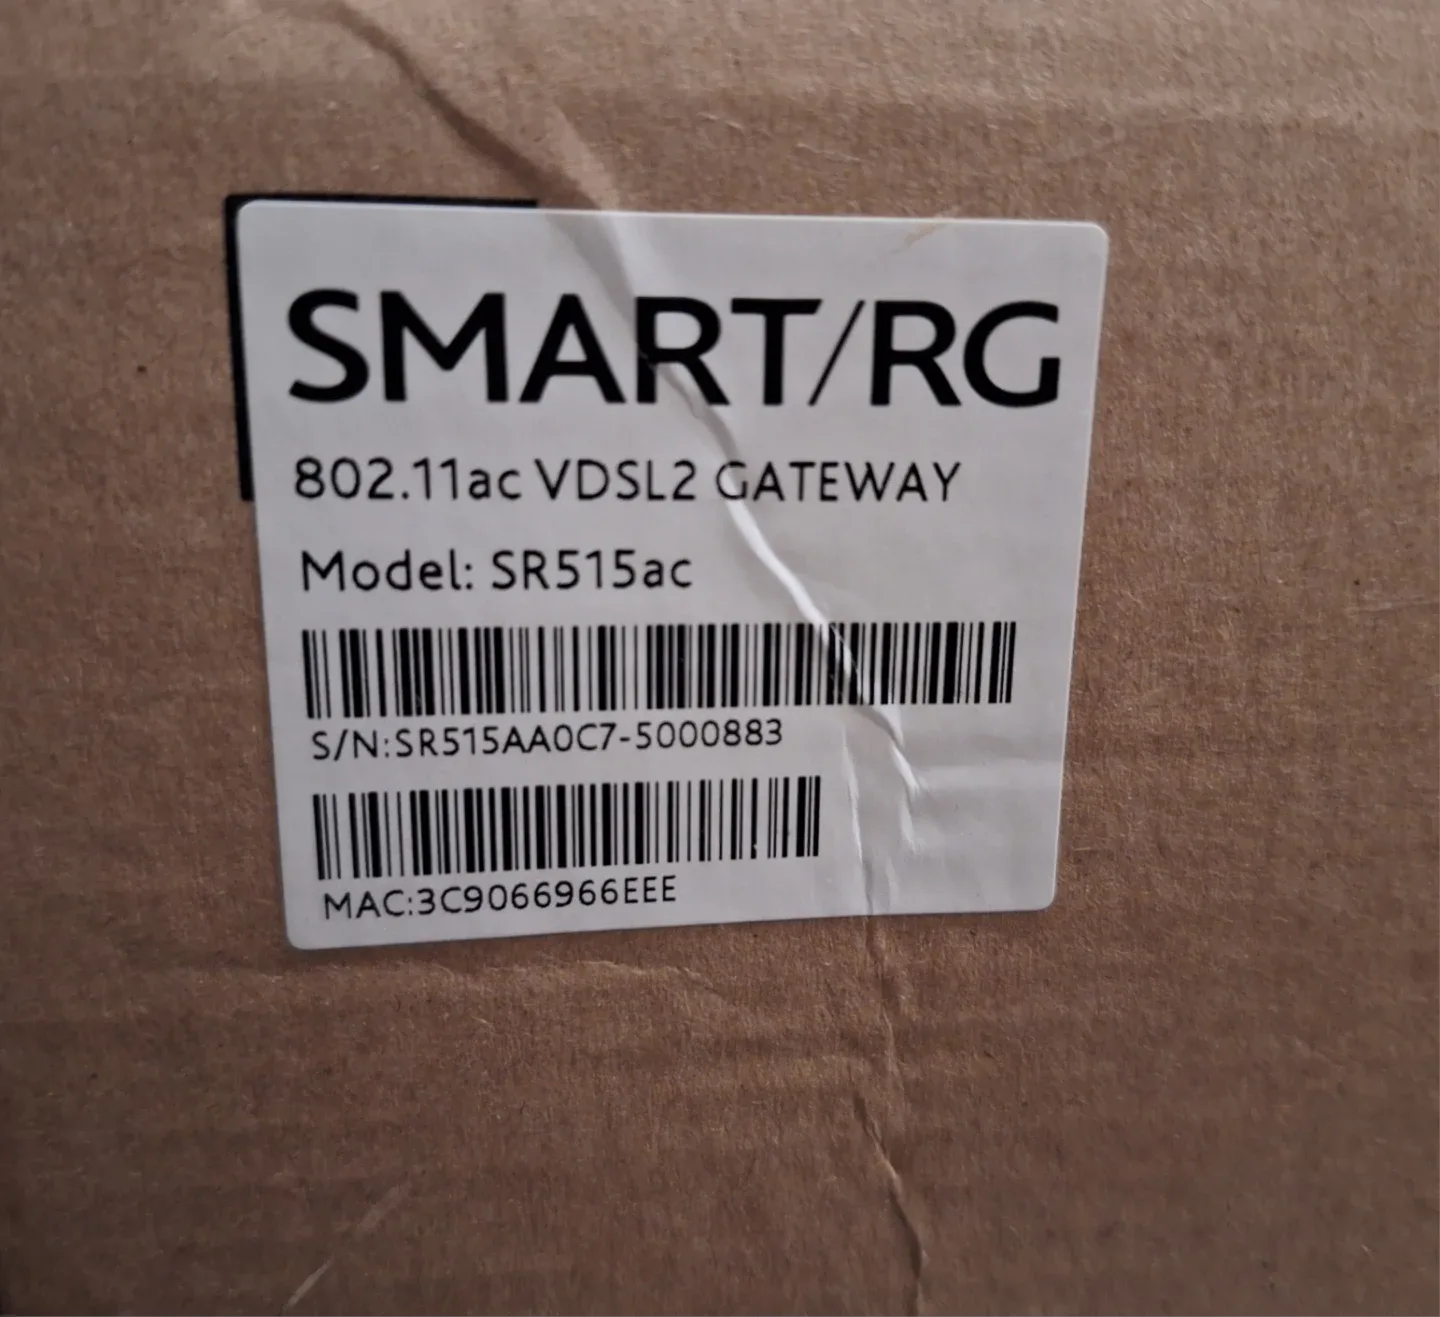 SMART/RG
802.11ac VDSL2 GATEWAY
Model: SR515ac
S/N:SR515AA0C7-5000883
MAC:3C9066966EEE